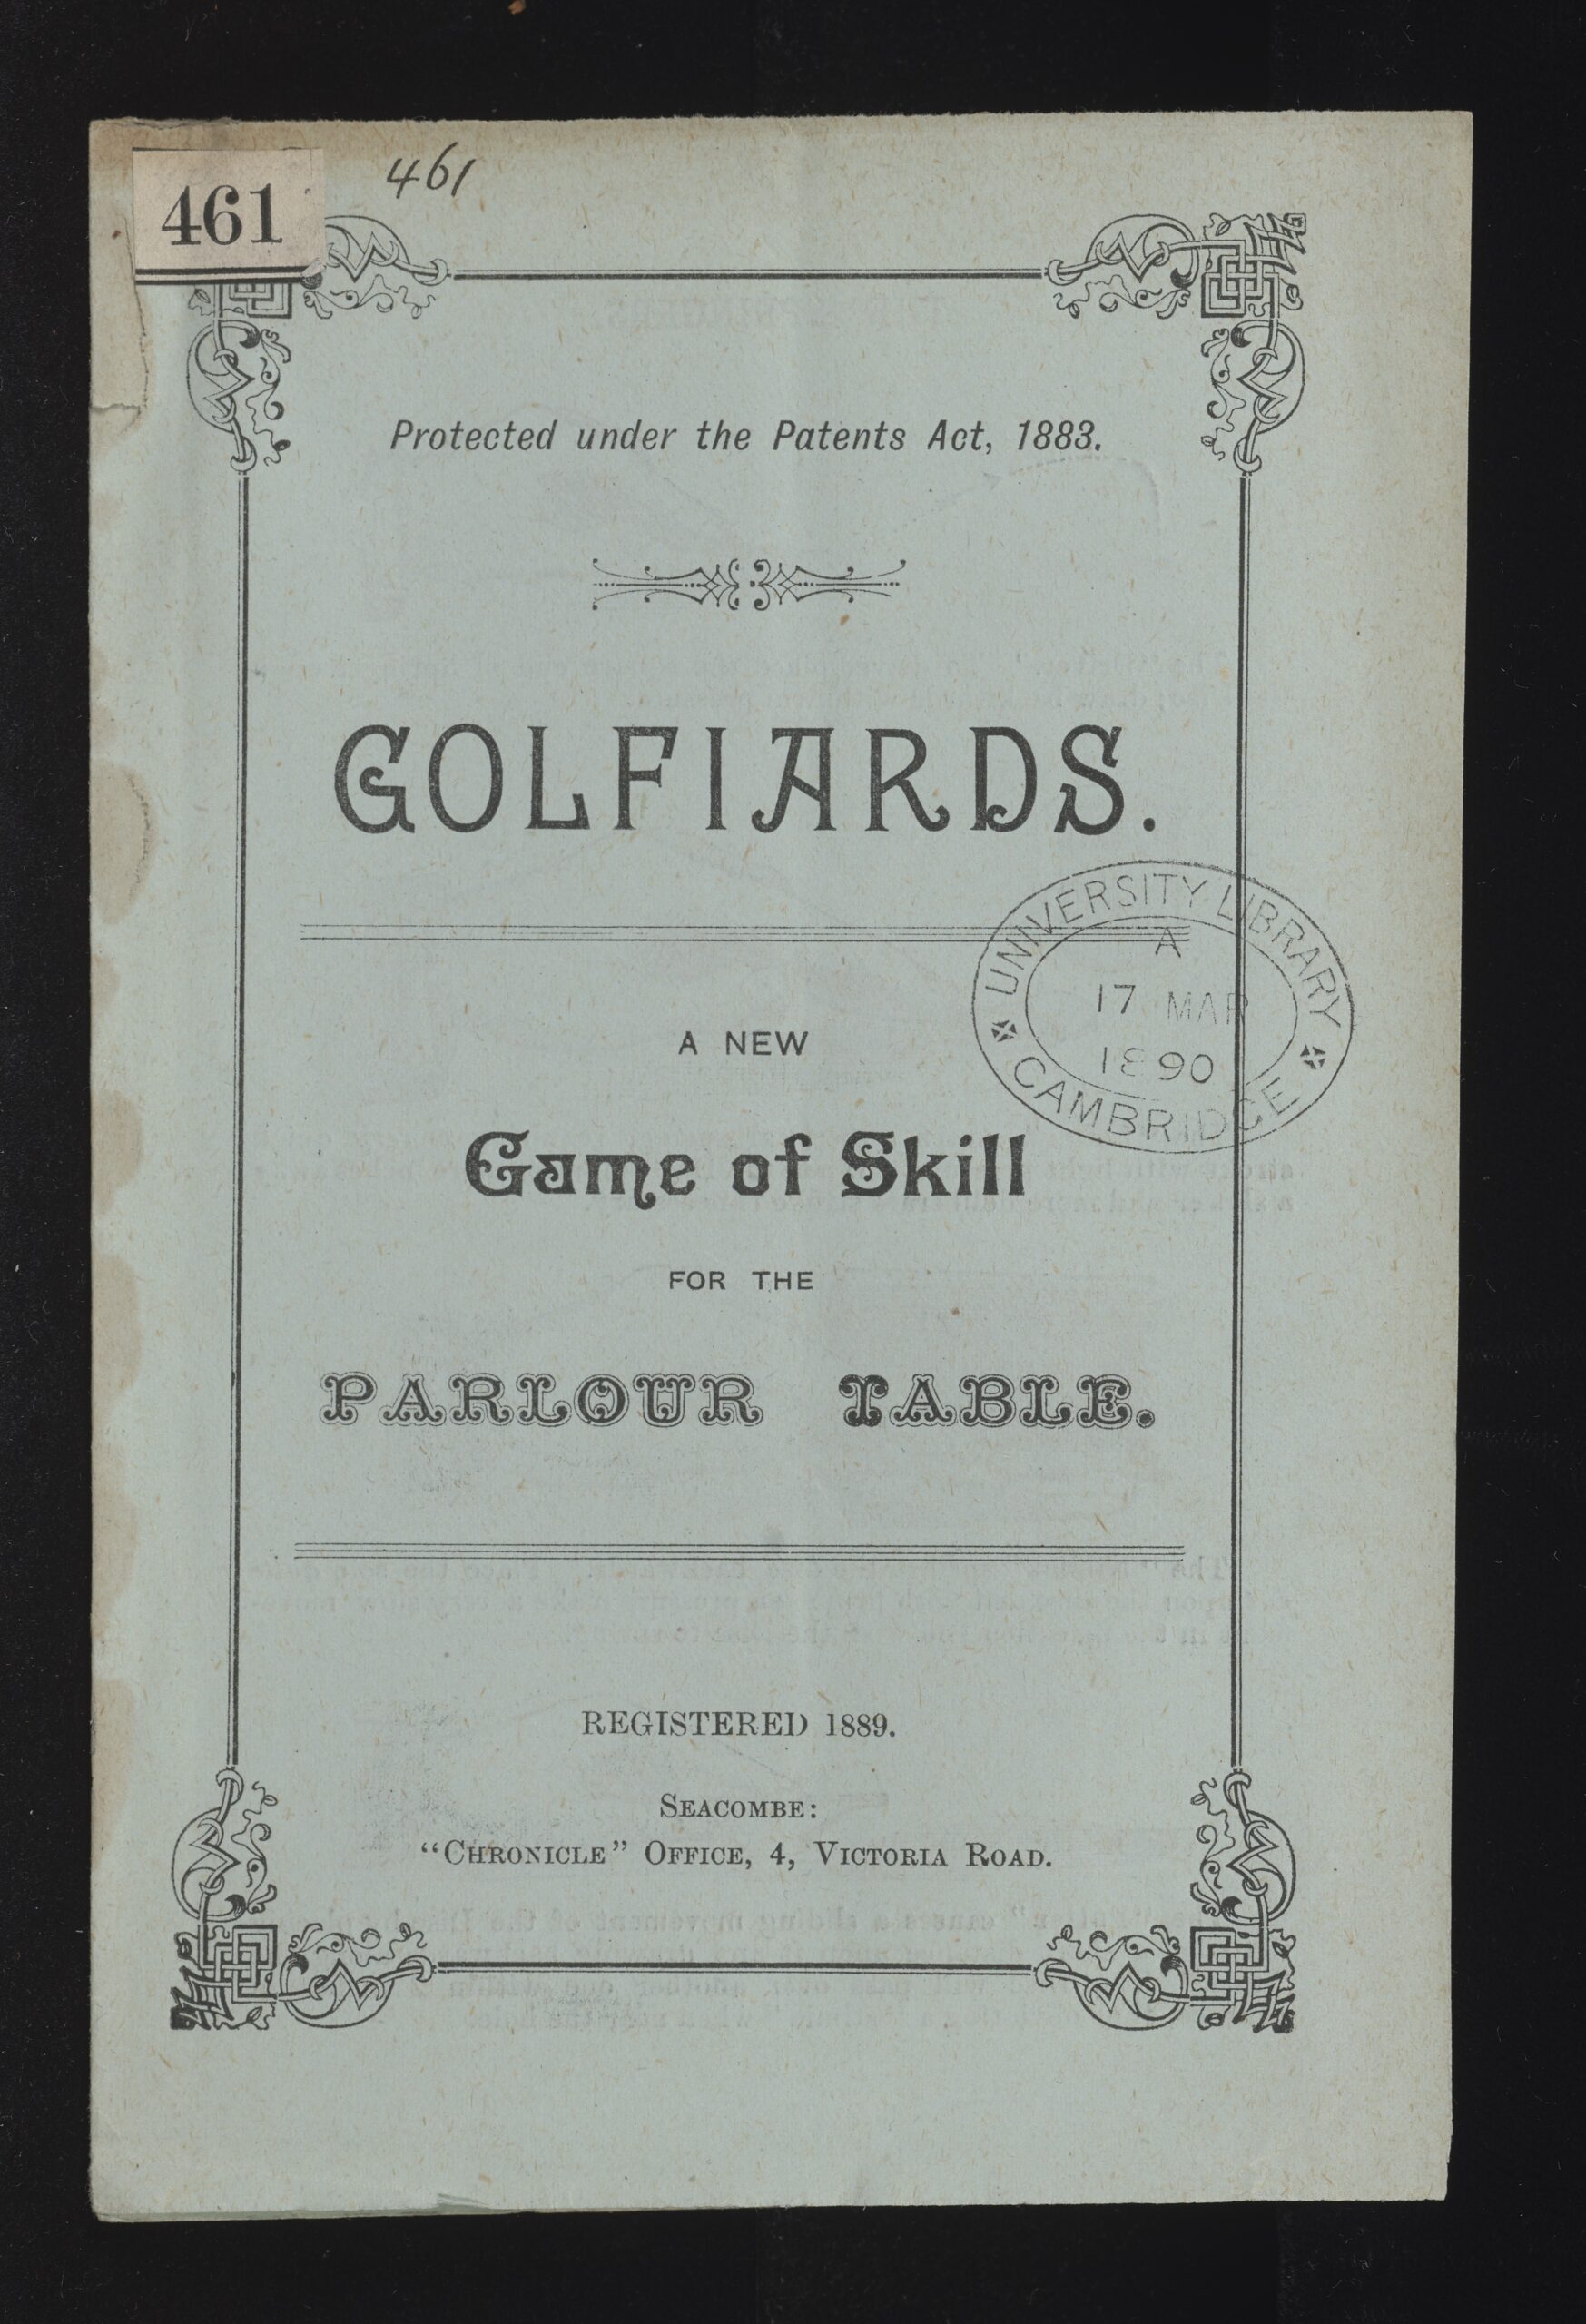 461
461
Protected under the Patents Act, 1883.
GOLFIARDS.
UNIVERSITY LIBRARY
A
17 MAR
1890
CAMBRIDGE
A NEW
Game of Skill
FOR THE
PARLOUR TABLE.
REGISTERED 1889.
SEACOMBE:
"CHRONICLE" OFFICE, 4, VICTORIA ROAD.